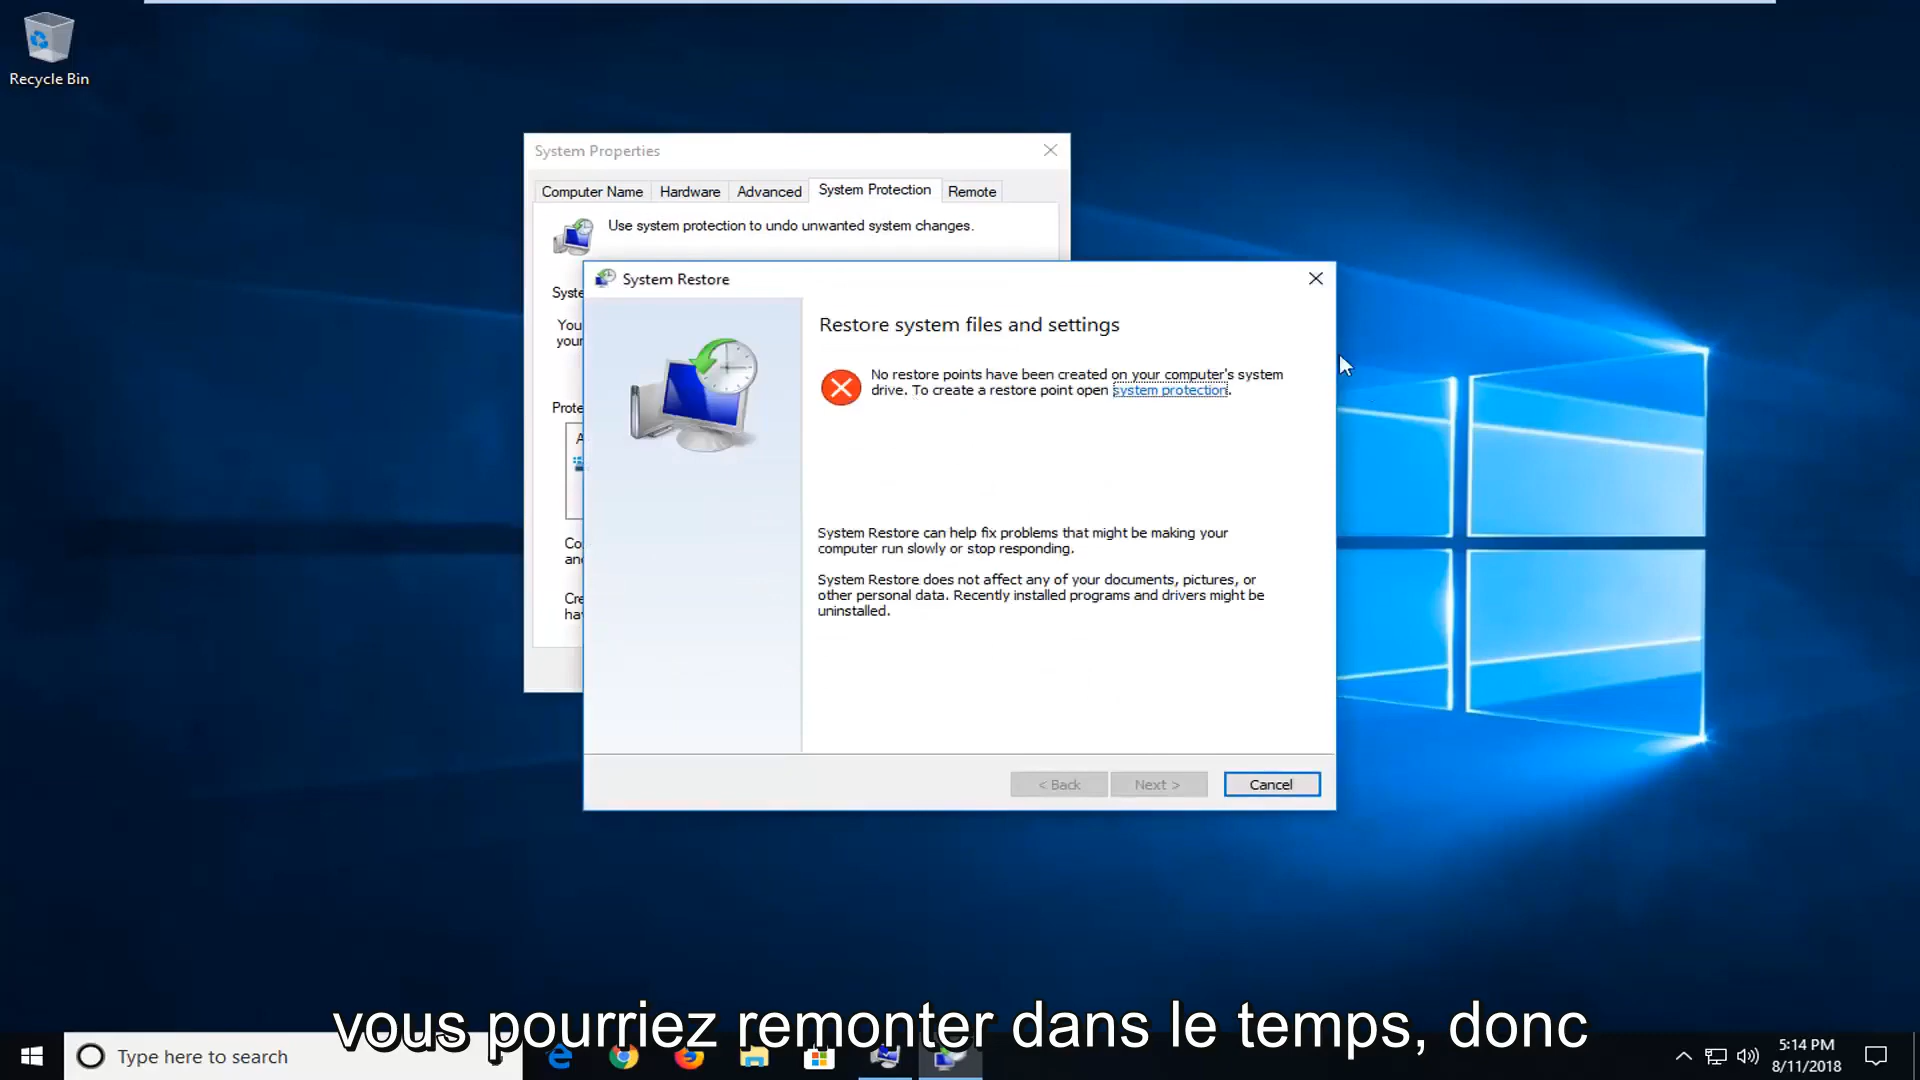 Recycle Bin
System Properties
Computer Name Hardware Advanced System Protection Remote
Use system protection to undo unwanted system changes.
System Restore
Restore system files and settings
No restore points have been created on your computer's system
drive. To create a restore point open system protection.
System Restore can help fix problems that might be making your
computer run slowly or stop responding.
System Restore does not affect any of your documents, pictures, or
other personal data. Recently installed programs and drivers might be
uninstalled.
< Back Next > Cancel
vous pourriez remonter dans le temps, donc
Type here to search
5:14 PM
8/11/2018